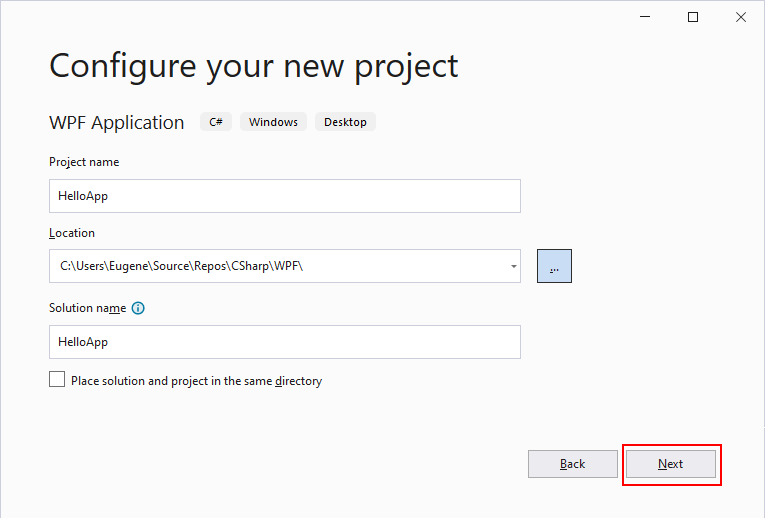 Configure your new project
WPF Application C# Windows Desktop
Project name
HelloApp
Location
C:\Users\Eugene\Source\Repos\CSharp\WPF\
...
Solution name
HelloApp
Place solution and project in the same directory
Back Next